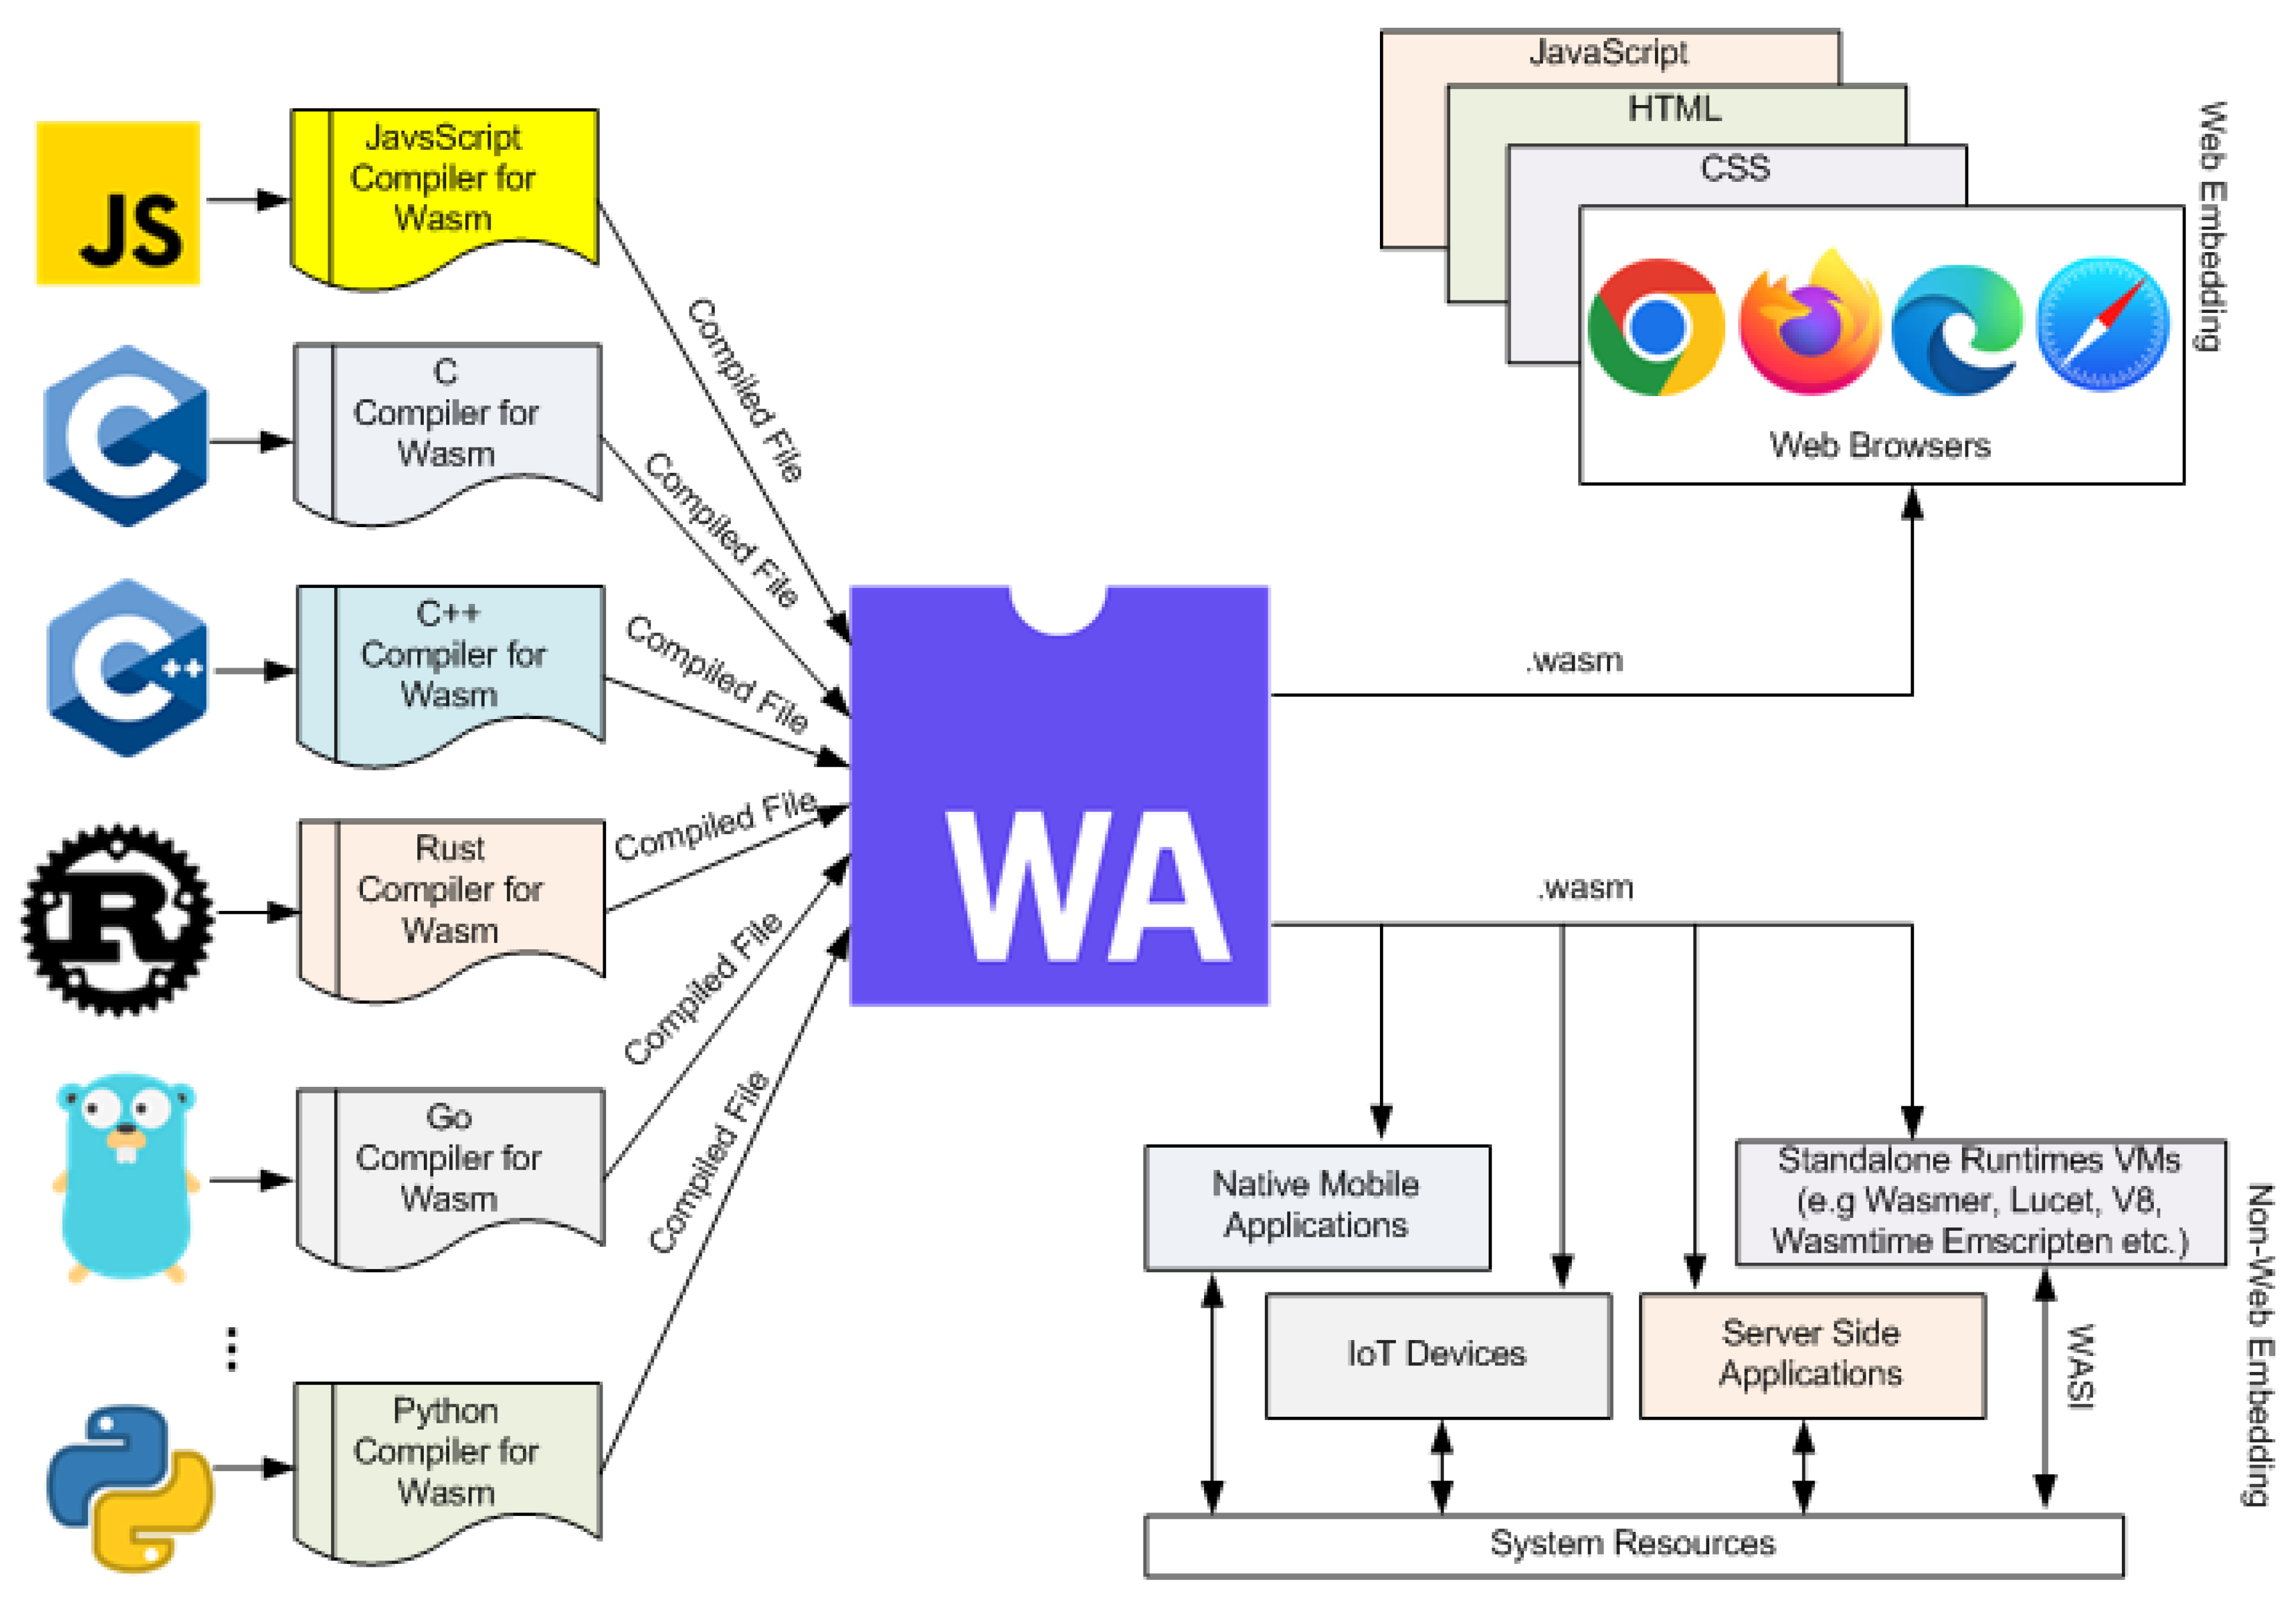 JS
JavsScript
Compiler for
Wasm
Compiled File
C
C
Compiler for
Wasm
Compiled File
C++
C++
Compiler for
Wasm
Compiled File
R
Rust
Compiler for
Wasm
Compiled File
Go
Compiler for
Wasm
Compiled File
Python
Compiler for
Wasm
Compiled File
WA
.wasm
JavaScript
HTML
CSS
Web Browsers
Web Embedding
.wasm
Native Mobile
Applications
IoT Devices
Server Side
Applications
Standalone Runtimes VMs
(e.g Wasmer, Lucet, V8,
Wasmtime Emscripten etc.)
WASI
System Resources
Non-Web Embedding